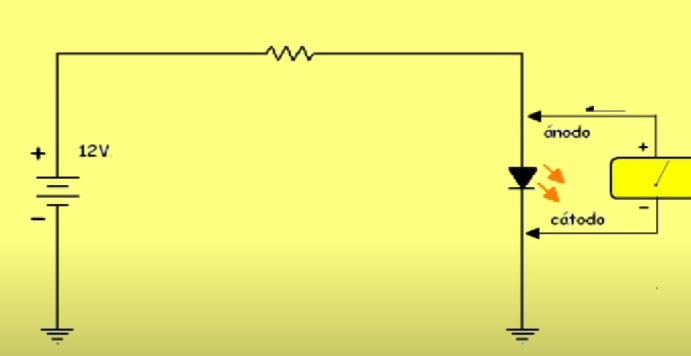 ánodo
+
+ 12V
−
cátodo
−